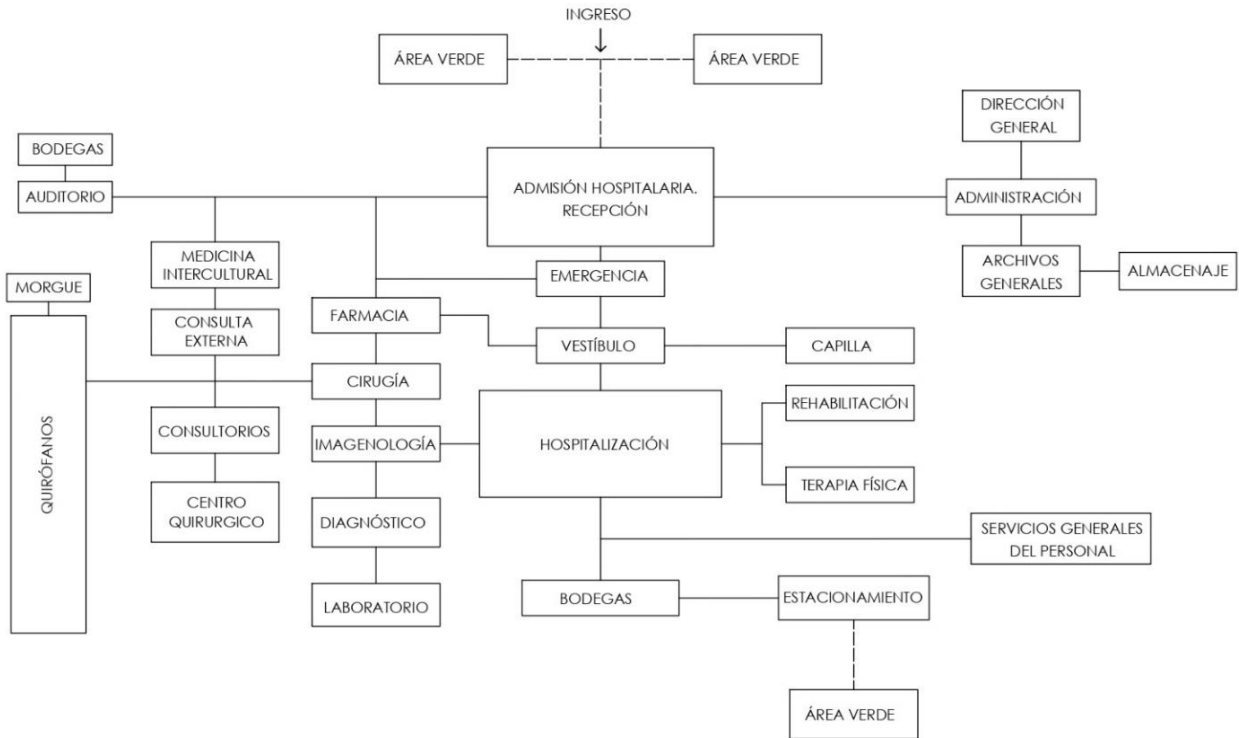 INGRESO
ÁREA VERDE
ÁREA VERDE
DIRECCIÓN
GENERAL
BODEGAS
AUDITORIO
ADMISIÓN HOSPITALARIA.
RECEPCIÓN
ADMINISTRACIÓN
MEDICINA
INTERCULTURAL
EMERGENCIA
ARCHIVOS
GENERALES
ALMACENAJE
MORGUE
FARMACIA
CONSULTA
EXTERNA
VESTÍBULO
CAPILLA
CIRUGÍA
REHABILITACIÓN
QUIRÓFANOS
CONSULTORIOS
IMAGENOLOGÍA
HOSPITALIZACIÓN
TERAPIA FÍSICA
CENTRO
QUIRURGICO
DIAGNÓSTICO
SERVICIOS GENERALES
DEL PERSONAL
LABORATORIO
BODEGAS
ESTACIONAMIENTO
ÁREA VERDE